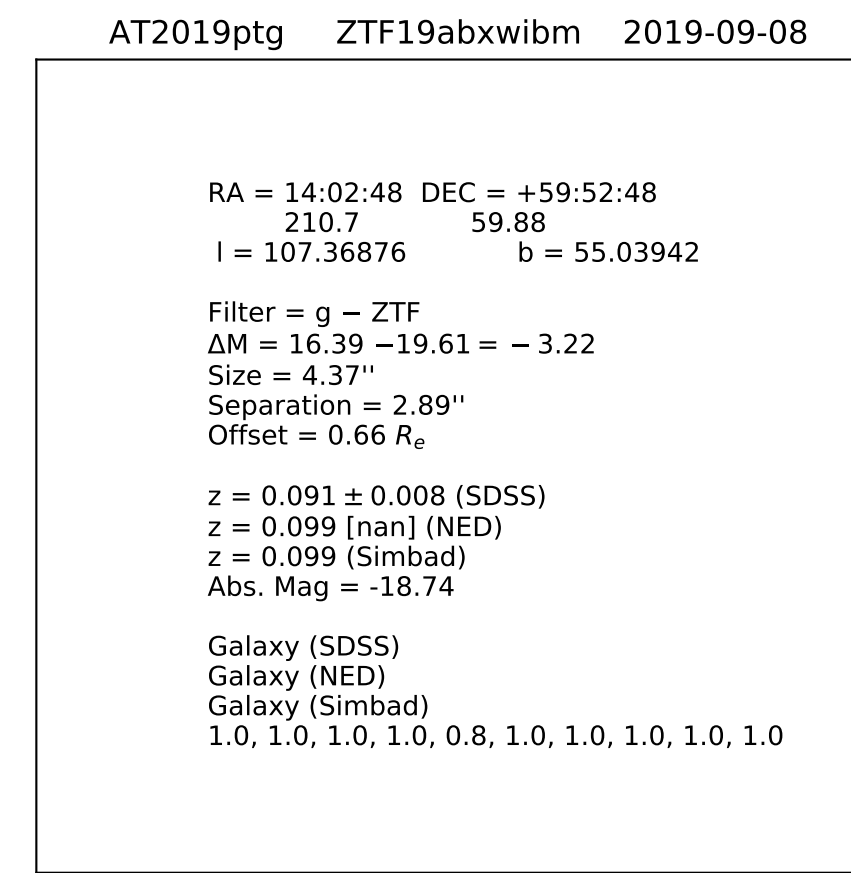 AT2019ptg ZTF19abxwibm 2019-09-08
RA = 14:02:48 DEC = +59:52:48
210.7 59.88
l = 107.36876 b = 55.03942
Filter = g − ZTF
ΔM = 16.39 −19.61 = − 3.22
Size = 4.37''
Separation = 2.89''
Offset = 0.66 Re
z = 0.091 ± 0.008 (SDSS)
z = 0.099 [nan] (NED)
z = 0.099 (Simbad)
Abs. Mag = -18.74
Galaxy (SDSS)
Galaxy (NED)
Galaxy (Simbad)
1.0, 1.0, 1.0, 1.0, 0.8, 1.0, 1.0, 1.0, 1.0, 1.0